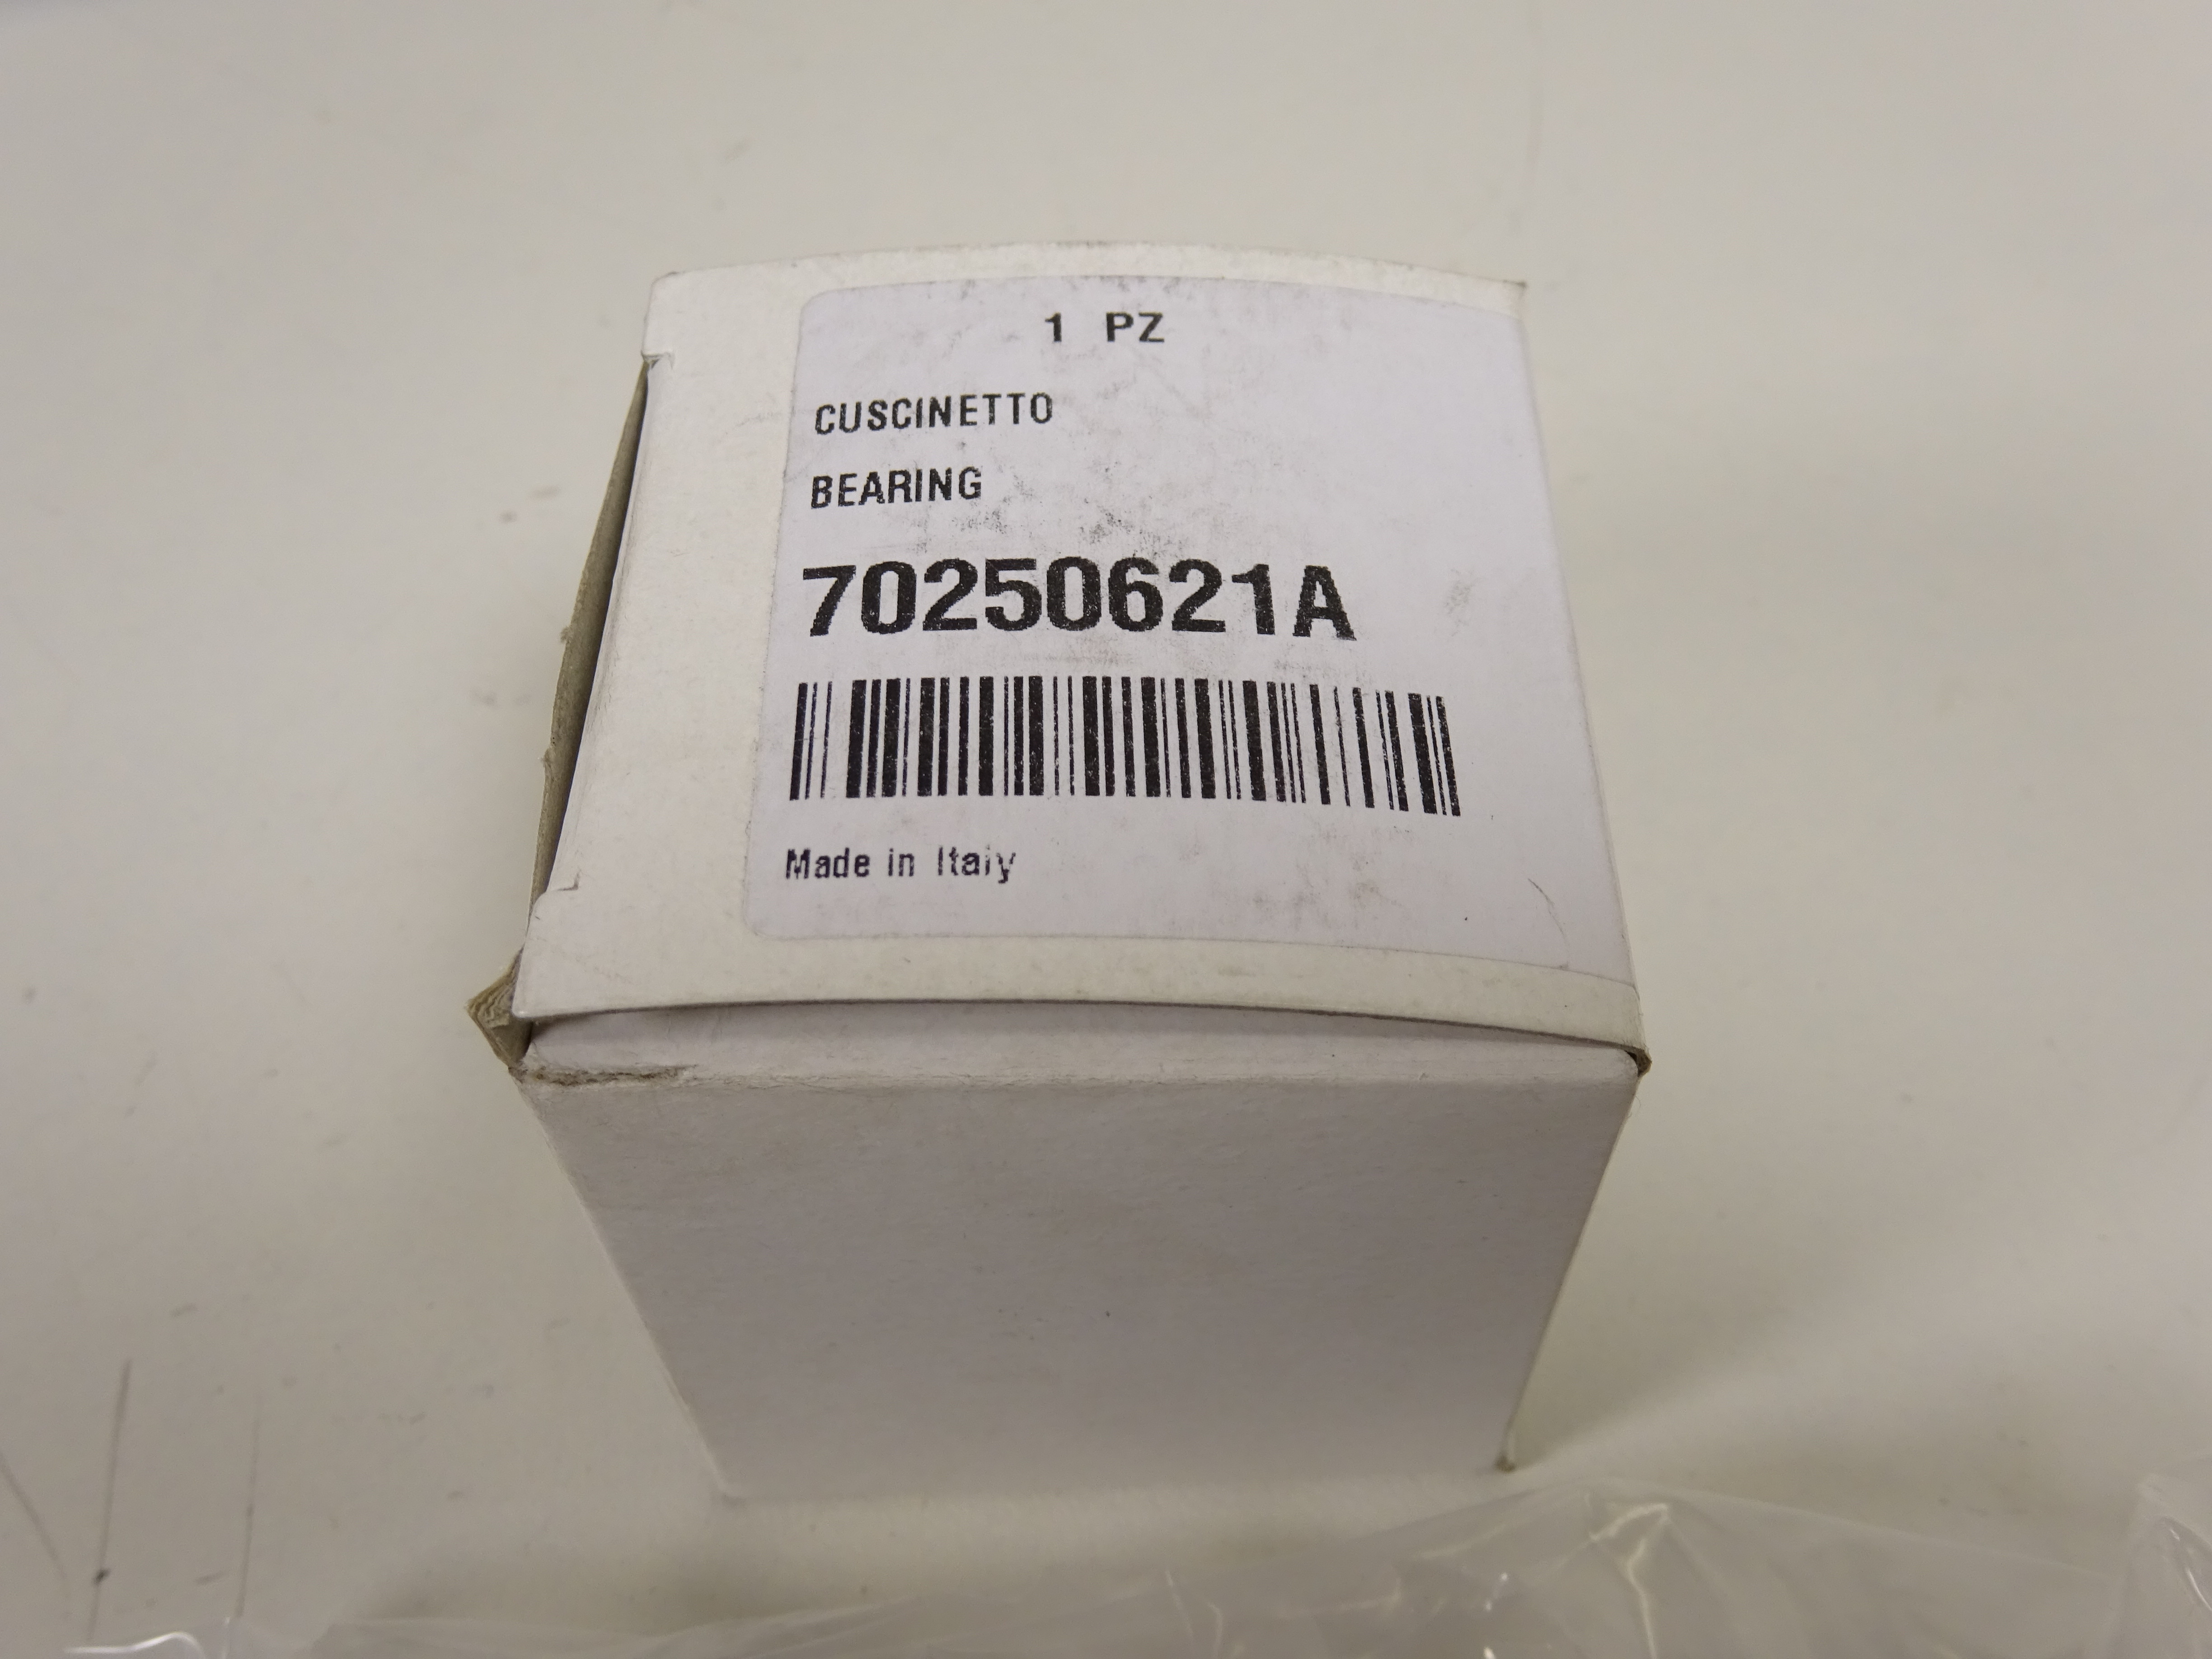 1 PZ
CUSCINETTO
BEARING
70250621A
Made in Italy